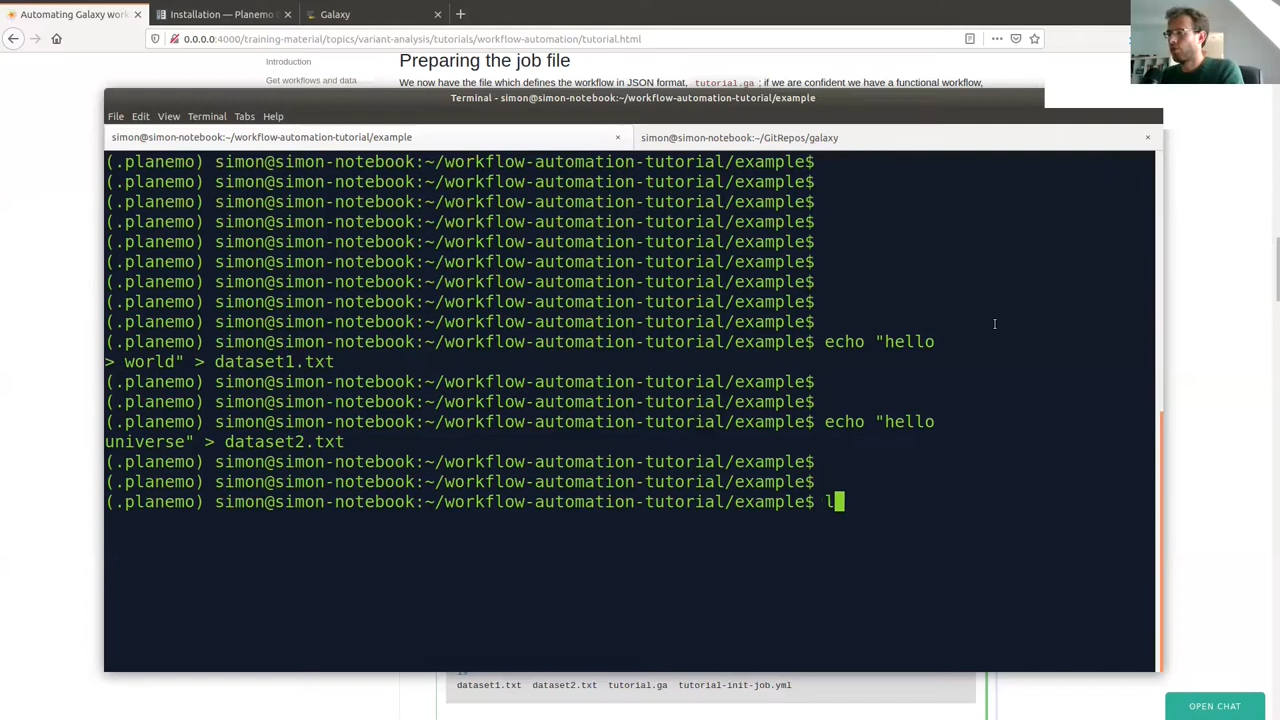 Automating Galaxy work
Installation — Planemo
Galaxy
0.0.0.0:4000/training-material/topics/variant-analysis/tutorials/workflow-automation/tutorial.html
Introduction
Get workflows and data
Preparing the job file
We now have the file which defines the workflow in JSON format, tutorial.ga ; if we are confident we have a functional workflow,
Terminal - simon@simon-notebook:~/workflow-automation-tutorial/example
File Edit View Terminal Tabs Help
simon@simon-notebook:~/workflow-automation-tutorial/example
simon@simon-notebook:~/GitRepos/galaxy
(.planemo) simon@simon-notebook:~/workflow-automation-tutorial/example$
(.planemo) simon@simon-notebook:~/workflow-automation-tutorial/example$
(.planemo) simon@simon-notebook:~/workflow-automation-tutorial/example$
(.planemo) simon@simon-notebook:~/workflow-automation-tutorial/example$
(.planemo) simon@simon-notebook:~/workflow-automation-tutorial/example$
(.planemo) simon@simon-notebook:~/workflow-automation-tutorial/example$
(.planemo) simon@simon-notebook:~/workflow-automation-tutorial/example$
(.planemo) simon@simon-notebook:~/workflow-automation-tutorial/example$
(.planemo) simon@simon-notebook:~/workflow-automation-tutorial/example$
(.planemo) simon@simon-notebook:~/workflow-automation-tutorial/example$ echo "hello
> world" > dataset1.txt
(.planemo) simon@simon-notebook:~/workflow-automation-tutorial/example$
(.planemo) simon@simon-notebook:~/workflow-automation-tutorial/example$
(.planemo) simon@simon-notebook:~/workflow-automation-tutorial/example$ echo "hello
universe" > dataset2.txt
(.planemo) simon@simon-notebook:~/workflow-automation-tutorial/example$
(.planemo) simon@simon-notebook:~/workflow-automation-tutorial/example$
(.planemo) simon@simon-notebook:~/workflow-automation-tutorial/example$ l
dataset1.txt dataset2.txt tutorial.ga tutorial-init-job.yml
OPEN CHAT